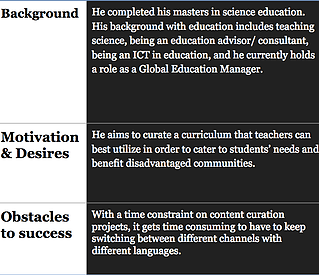 Background
He completed his masters in science education.
His background with education includes teaching
science, being an education advisor/ consultant,
being an ICT in education, and he currently holds
a role as a Global Education Manager.
Motivation
& Desires
He aims to curate a curriculum that teachers can
best utilize in order to cater to students' needs and
benefit disadvantaged communities.
Obstacles
to success
With a time constraint on content curation
projects, it gets time consuming to have to keep
switching between different channels with
different languages.